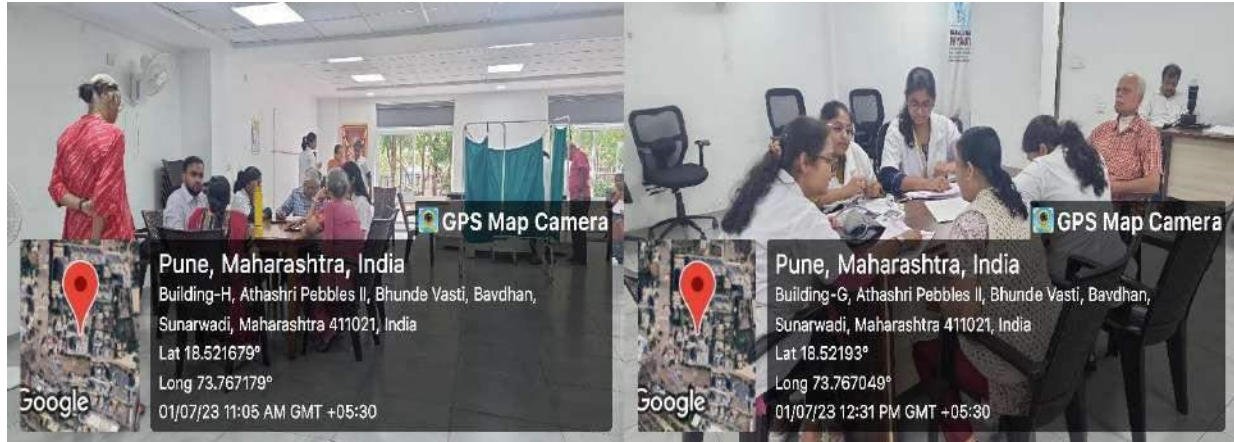 GPS Map Camera
Pune, Maharashtra, India
Building-H, Athashri Pebbles II, Bhunde Vasti, Bavdhan,
Sunarwadi, Maharashtra 411021, India
Lat 18.521679°
Long 73.767179°
01/07/23 11:05 AM GMT +05:30
Google
GPS Map Camera
Pune, Maharashtra, India
Building-G, Athashri Pebbles II, Bhunde Vasti, Bavdhan,
Sunarwadi, Maharashtra 411021, India
Lat 18.52193°
Long 73.767049°
01/07/23 12:31 PM GMT +05:30
Google